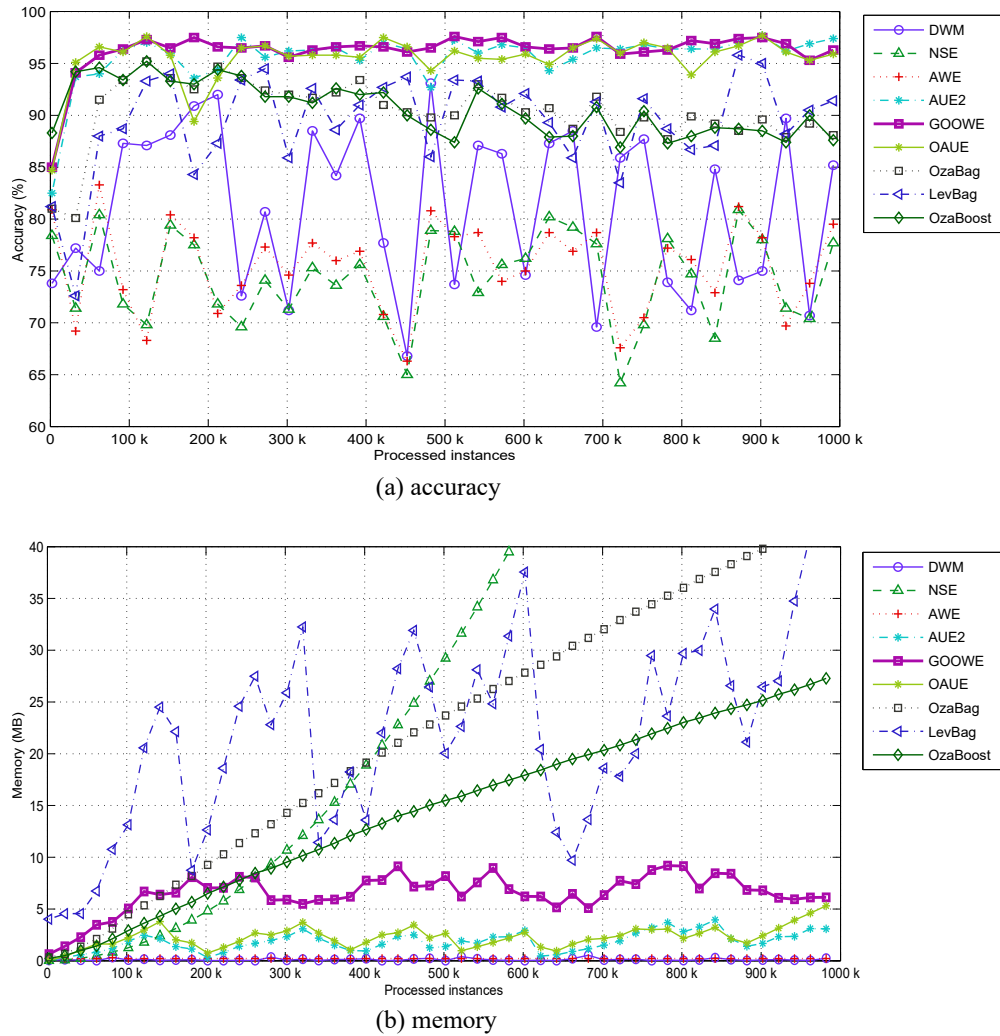 100
95
90
85
80
75
70
65
60
Accuracy (%)
0
100 k
200 k
300 k
400 k
500 k
600 k
700 k
800 k
900 k
1000 k
Processed instances
DWM
NSE
AWE
AUE2
GOOWE
OAUE
OzaBag
LevBag
OzaBoost
(a) accuracy
40
35
30
25
20
15
10
5
0
Memory (MB)
0
100 k
200 k
300 k
400 k
500 k
600 k
700 k
800 k
900 k
1000 k
Processed instances
DWM
NSE
AWE
AUE2
GOOWE
OAUE
OzaBag
LevBag
OzaBoost
(b) memory